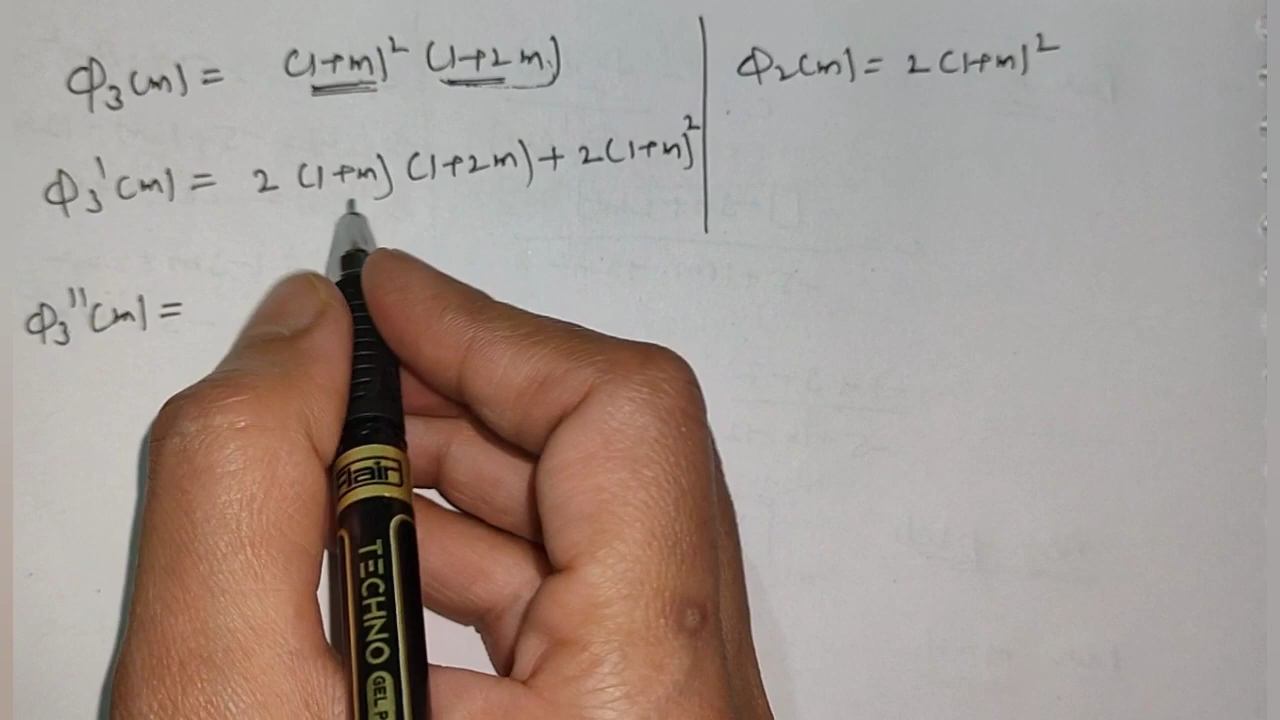 Φ₃(m) = (1+m)² (1+2m)
Φ₃'(m) = 2 (1+m) (1+2m) + 2(1+m)²
Φ₃''(m) =
Φ₂(m) = 2(1+m)²
Flair
TECHNO
GEL P